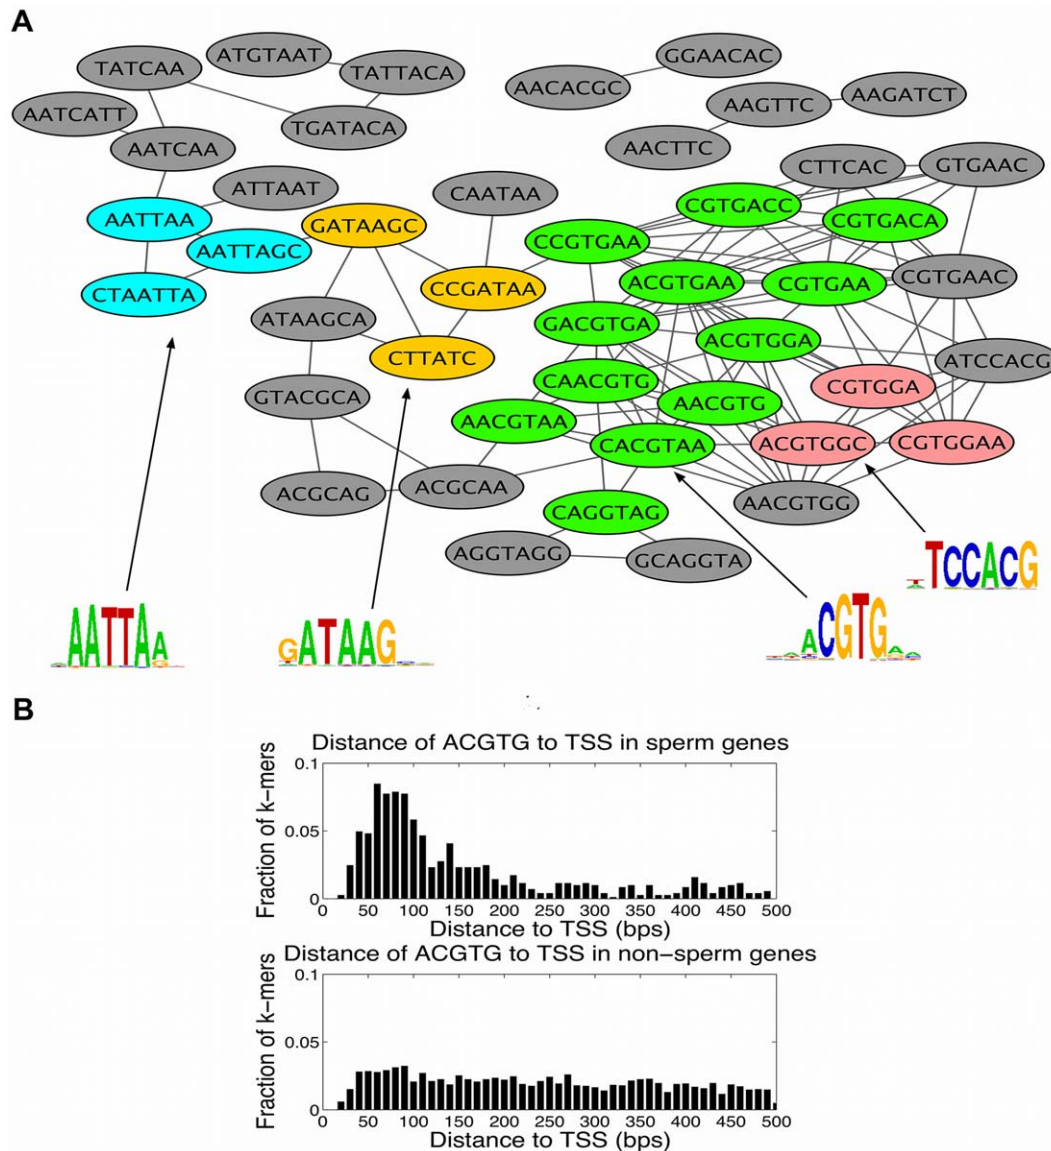 A
TATCAA
ATGTAAT
TATTACA
AATCATT
TGATACA
AATCAA
ATTAAT
AATTAA
AATTAGC
CTAATTA
GGAACAC
AACACGC
AAGTTC
AAGATCT
AACTTC
CAATAA
GATAAGC
CCGATAA
CTTATC
ATAAGCA
GTACGCA
ACGCAG
ACGCAA
CTTCAC
GTGAAC
CGTGACC
CGTGACA
CCGTGAA
ACGTGAA
CGTGAA
CGTGAAC
GACGTGA
ACGTGGA
ATCCACG
CAACGTG
CGTGGA
AACGTG
AACGTAA
CACGTAA
ACGTGGC
CGTGGAA
CAGGTAG
AACGTGG
AGGTAGG
GCAGGTA
AATTAA
GATAAG
ACGTG
TCCACG
B
Distance of ACGTG to TSS in sperm genes
Fraction of k-mers
0.1
0.05
0
0 50 100 150 200 250 300 350 400 450 500
Distance to TSS (bps)
Distance of ACGTG to TSS in non-sperm genes
Fraction of k-mers
0.1
0.05
0
0 50 100 150 200 250 300 350 400 450 500
Distance to TSS (bps)